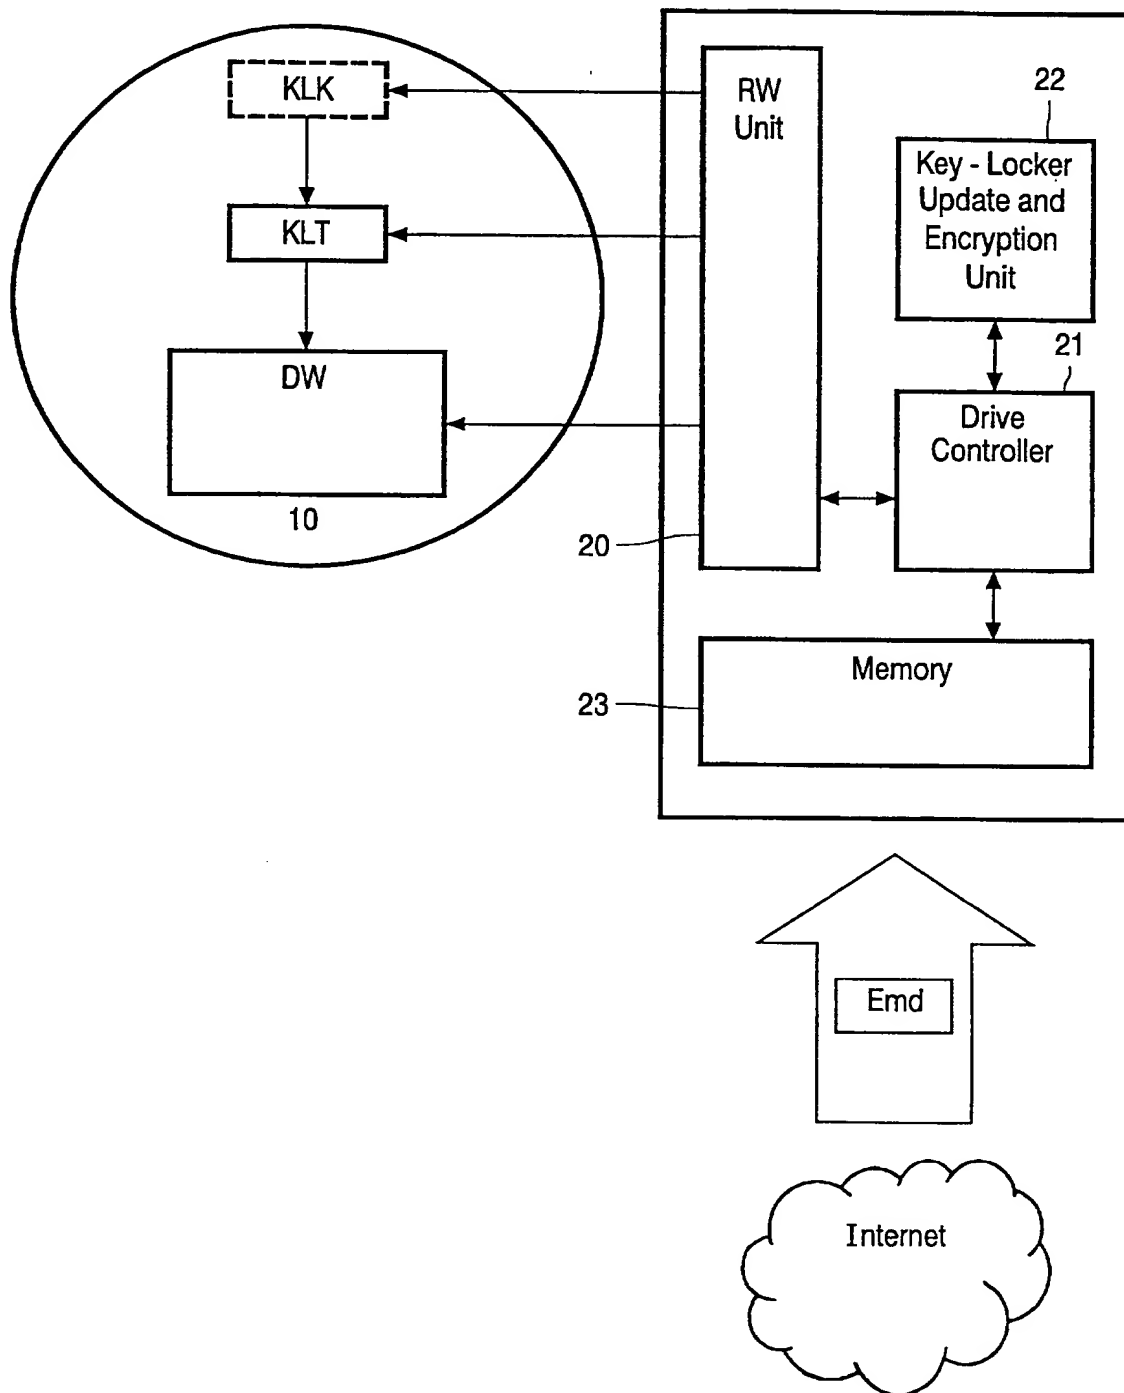 KLK
KLT
DW
10
RW
Unit
20
22
Key - Locker
Update and
Encryption
Unit
21
Drive
Controller
Memory
23
Emd
Internet